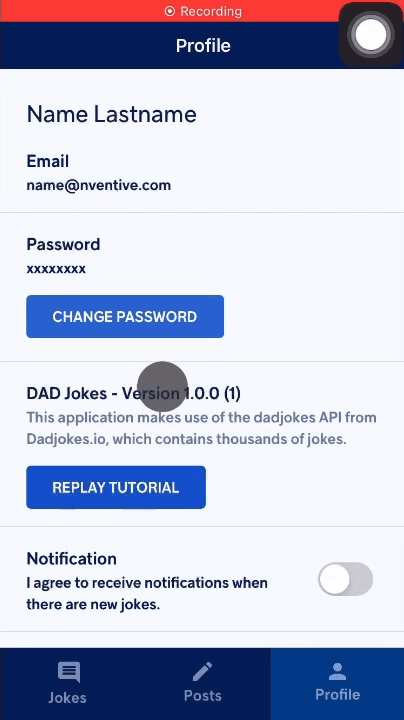 Recording
Profile
Name Lastname
Email
name@nventive.com
Password
xxxxxxxx
CHANGE PASSWORD
DAD Jokes - Version 1.0.0 (1)
This application makes use of the dadjokes API from
Dadjokes.io, which contains thousands of jokes.
REPLAY TUTORIAL
Notification
I agree to receive notifications when
there are new jokes.
Jokes
Posts
Profile